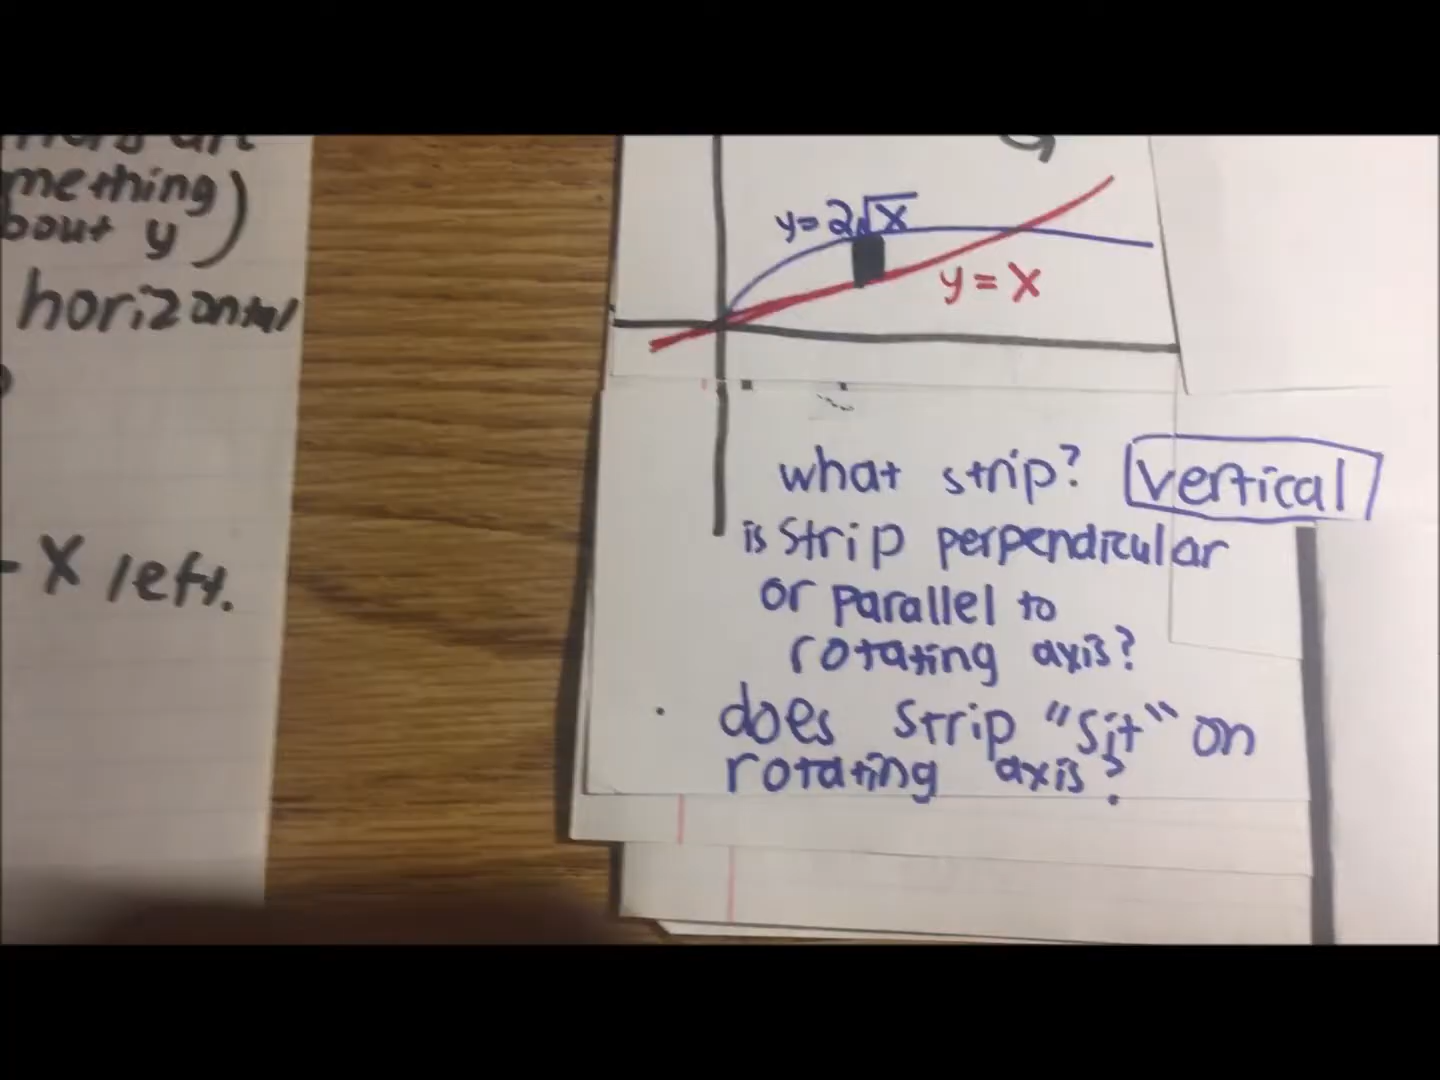 mething)
bout y
horizontal
- x left.
y = 2√x
y = x
what strip? vertical
is strip perpendicular
or parallel to
rotating axis?
does strip "sit" on
rotating axis?